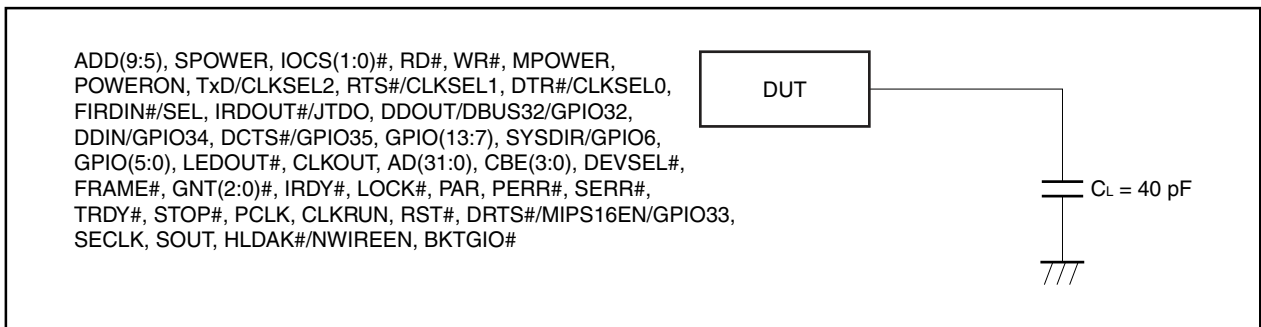 ADD(9:5), SPOWER, IOCS(1:0)#, RD#, WR#, MPOWER,
POWERON, TxD/CLKSEL2, RTS#/CLKSEL1, DTR#/CLKSEL0,
FIRDIN#/SEL, IRDOUT#/JTDO, DDOUT/DBUS32/GPIO32,
DDIN/GPIO34, DCTS#/GPIO35, GPIO(13:7), SYSDIR/GPIO6,
GPIO(5:0), LEDOUT#, CLKOUT, AD(31:0), CBE(3:0), DEVSEL#,
FRAME#, GNT(2:0)#, IRDY#, LOCK#, PAR, PERR#, SERR#,
TRDY#, STOP#, PCLK, CLKRUN, RST#, DRTS#/MIPS16EN/GPIO33,
SECLK, SOUT, HLDAK#/NWIREEN, BKTGIO#
DUT
CL = 40 pF